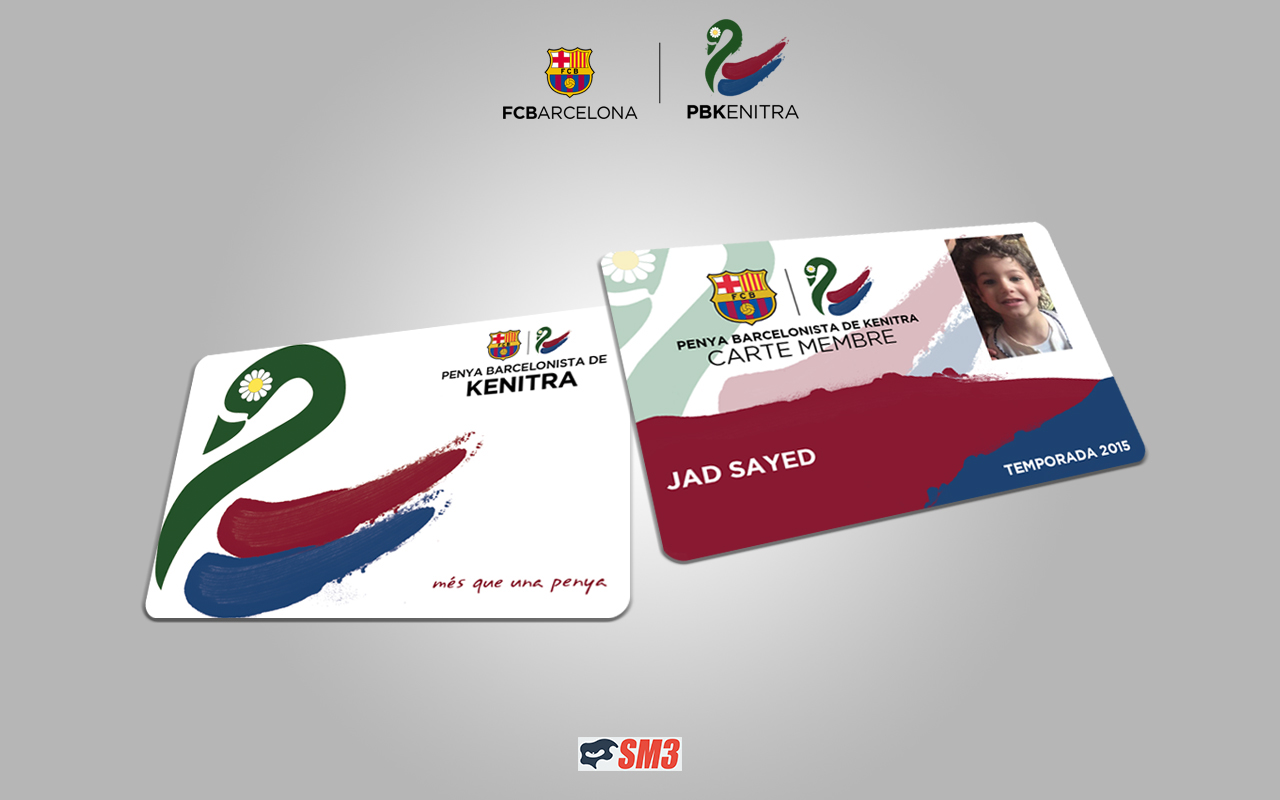 FCB
FCBARCELONA
PBKENITRA
FCB
PENYA BARCELONISTA DE KENITRA
CARTE MEMBRE
JAD SAYED
TEMPORADA 2015
FCB
PENYA BARCELONISTA DE
KENITRA
més que una penya
SM3